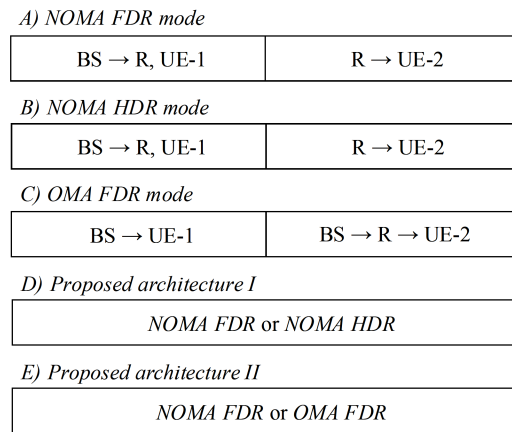 A) NOMA FDR mode
BS → R, UE-1 R → UE-2
B) NOMA HDR mode
BS → R, UE-1 R → UE-2
C) OMA FDR mode
BS → UE-1 BS → R → UE-2
D) Proposed architecture I
NOMA FDR or NOMA HDR
E) Proposed architecture II
NOMA FDR or OMA FDR